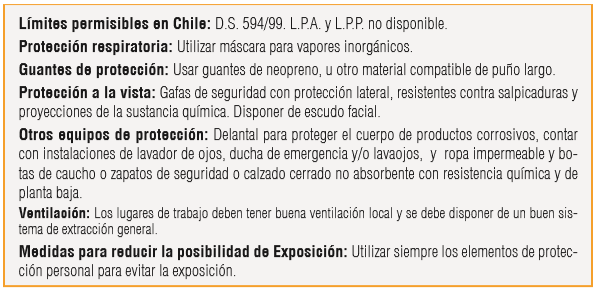 Límites permisibles en Chile: D.S. 594/99. L.P.A. y L.P.P. no disponible.
Protección respiratoria: Utilizar máscara para vapores inorgánicos.
Guantes de protección: Usar guantes de neopreno, u otro material compatible de puño largo.
Protección a la vista: Gafas de seguridad con protección lateral, resistentes contra salpicaduras y
proyecciones de la sustancia química. Disponer de escudo facial.
Otros equipos de protección: Delantal para proteger el cuerpo de productos corrosivos, contar
con instalaciones de lavador de ojos, ducha de emergencia y/o lavaojos, y ropa impermeable y bo-
tas de caucho o zapatos de seguridad o calzado cerrado no absorbente con resistencia química y de
planta baja.
Ventilación: Los lugares de trabajo deben tener buena ventilación local y se debe disponer de un buen sis-
tema de extracción general.
Medidas para reducir la posibilidad de Exposición: Utilizar siempre los elementos de protec-
ción personal para evitar la exposición.